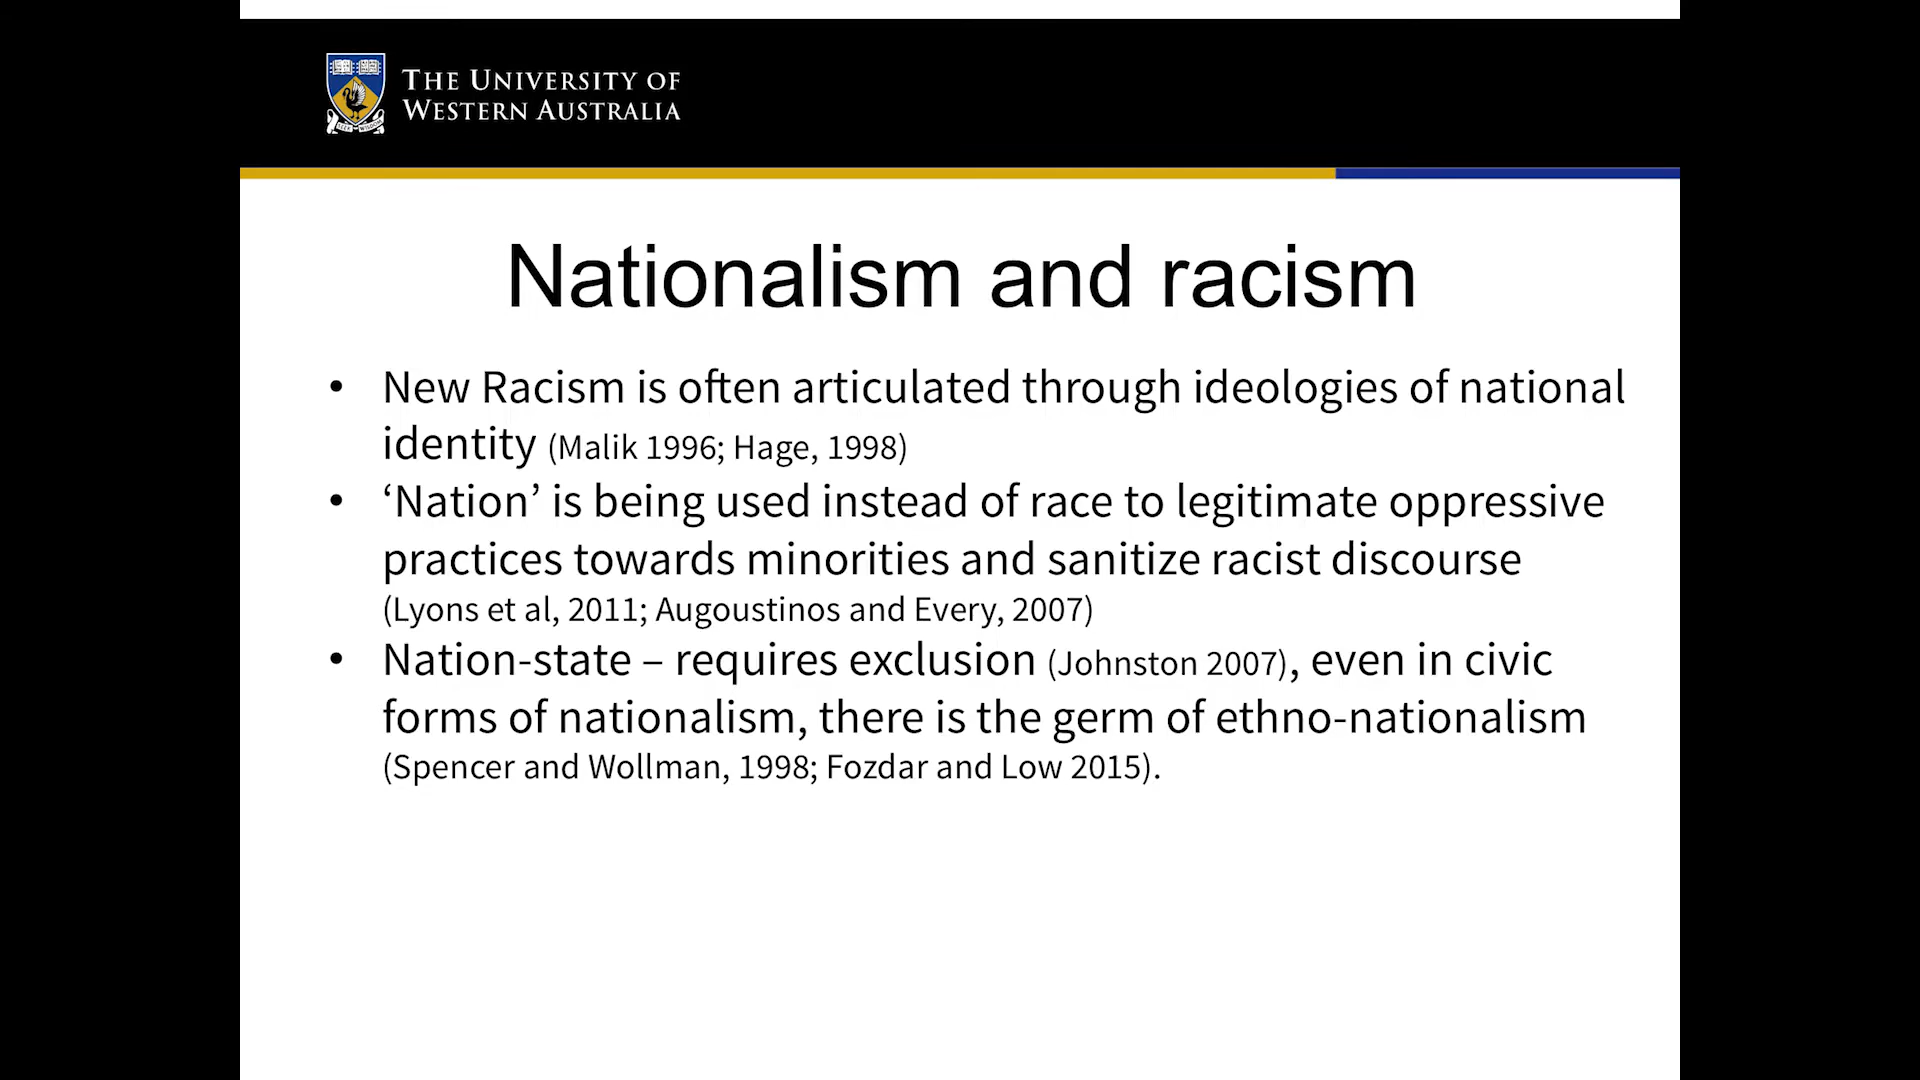 THE UNIVERSITY OF
WESTERN AUSTRALIA
Nationalism and racism
• New Racism is often articulated through ideologies of national
identity (Malik 1996; Hage, 1998)
• ‘Nation’ is being used instead of race to legitimate oppressive
practices towards minorities and sanitize racist discourse
(Lyons et al, 2011; Augoustinos and Every, 2007)
• Nation-state – requires exclusion (Johnston 2007), even in civic
forms of nationalism, there is the germ of ethno-nationalism
(Spencer and Wollman, 1998; Fozdar and Low 2015).